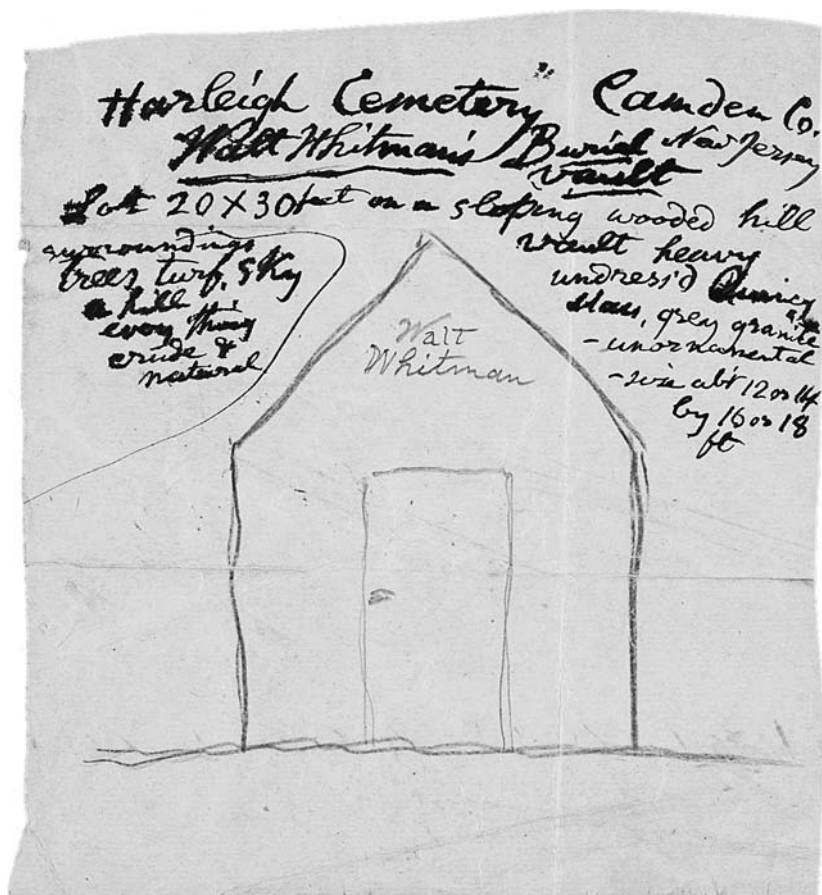 Harleigh Cemetery Camden Co.
New Jersey
Walt Whitman's Burial
Vault
Lot 20 X 30 feet on a sloping wooded hill
surroundings
trees turf, sky
a hill
every thing
crude &
natural
vault heavy
undress'd Quincy
grey granite
- unornamental
- size abt 12 or 14
by 16 or 18
ft
Walt
Whitman